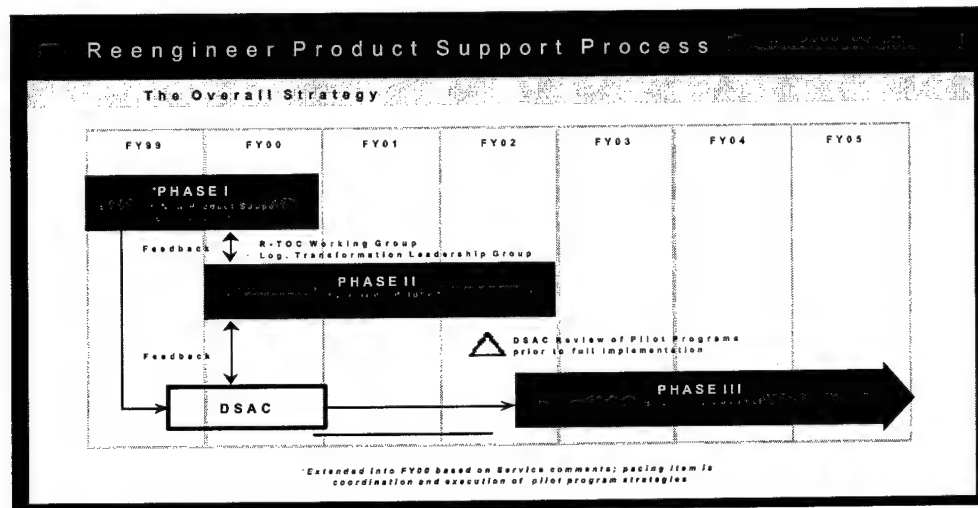 Reengineer Product Support Process
The Overall Strategy
FY99 FY00 FY01 FY02 FY03 FY04 FY05
*PHASE I
Product Support
Feedback
R-TOC Working Group
Log. Transformation Leadership Group
PHASE II
Feedback
DSAC Review of Pilot Programs
prior to full implementation
DSAC
PHASE III
*Extended into FY00 based on Service comments; pacing item is
coordination and execution of pilot program strategies